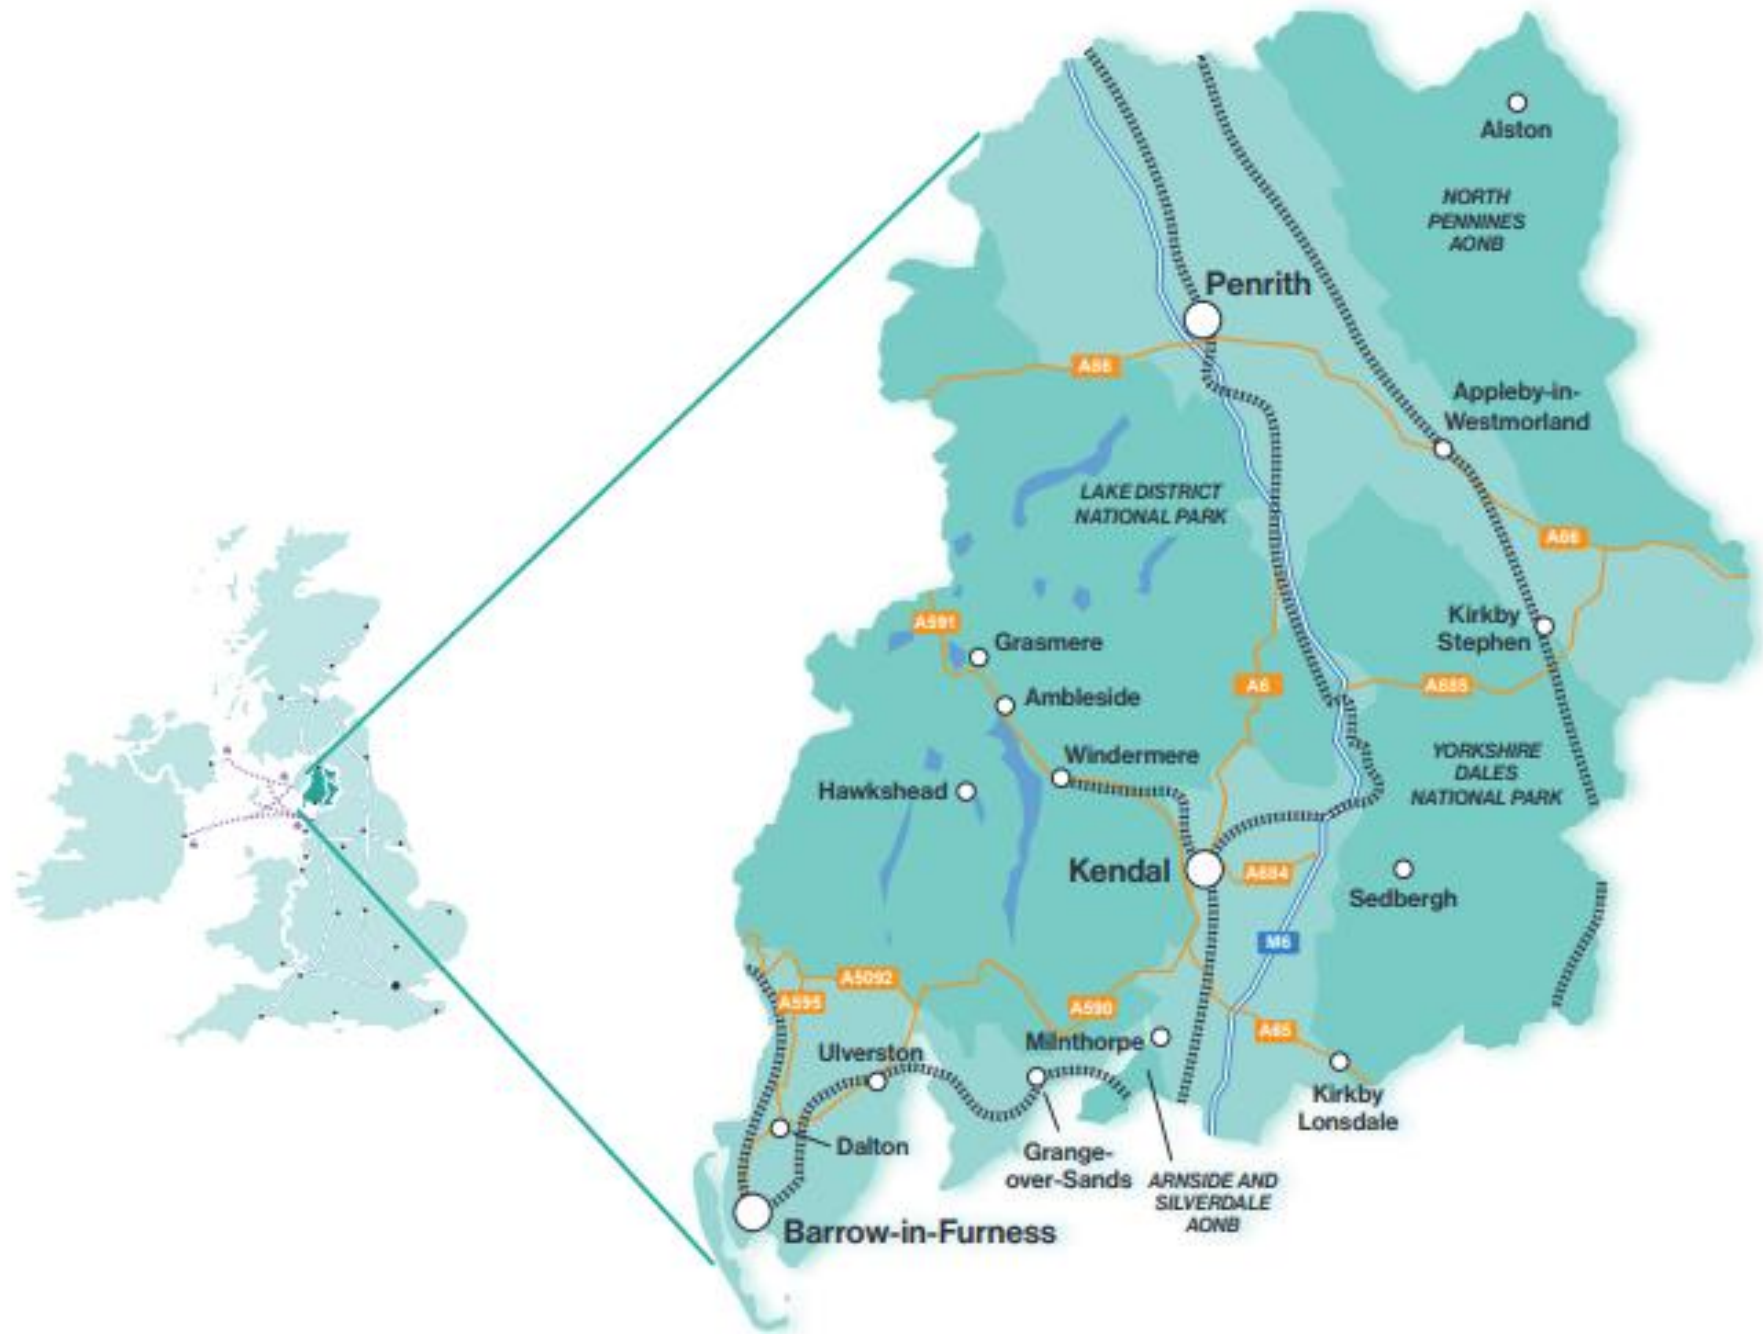 Alston
NORTH
PENNINES
AONB
Penrith
A66
Appleby-in-
Westmorland
LAKE DISTRICT
NATIONAL PARK
A66
A591
Grasmere
Kirkby
Stephen
Ambleside
A6
A685
Windermere
YORKSHIRE
DALES
NATIONAL PARK
Hawkshead
Kendal
A684
Sedbergh
M6
A5092
A595
A590
A65
Milnthorpe
Ulverston
Kirkby
Lonsdale
Dalton
Grange-
over-Sands
ARNSIDE AND
SILVERDALE
AONB
Barrow-in-Furness